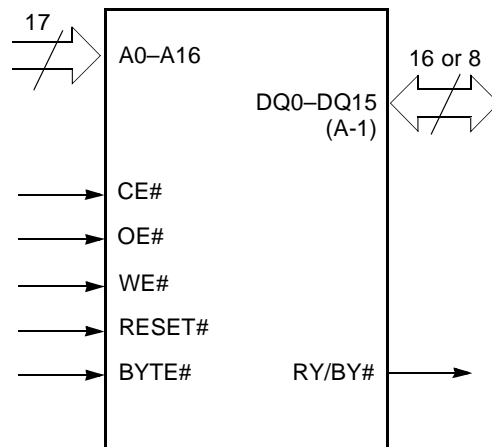 17
A0–A16
16 or 8
DQ0–DQ15
(A-1)
CE#
OE#
WE#
RESET#
BYTE#
RY/BY#